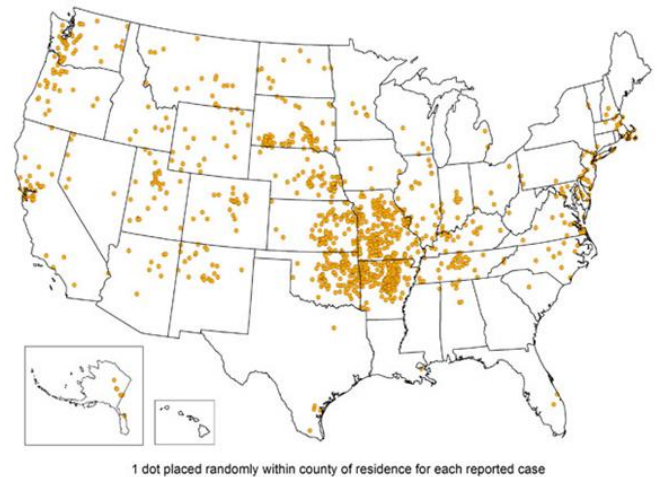 1 dot placed randomly within county of residence for each reported case